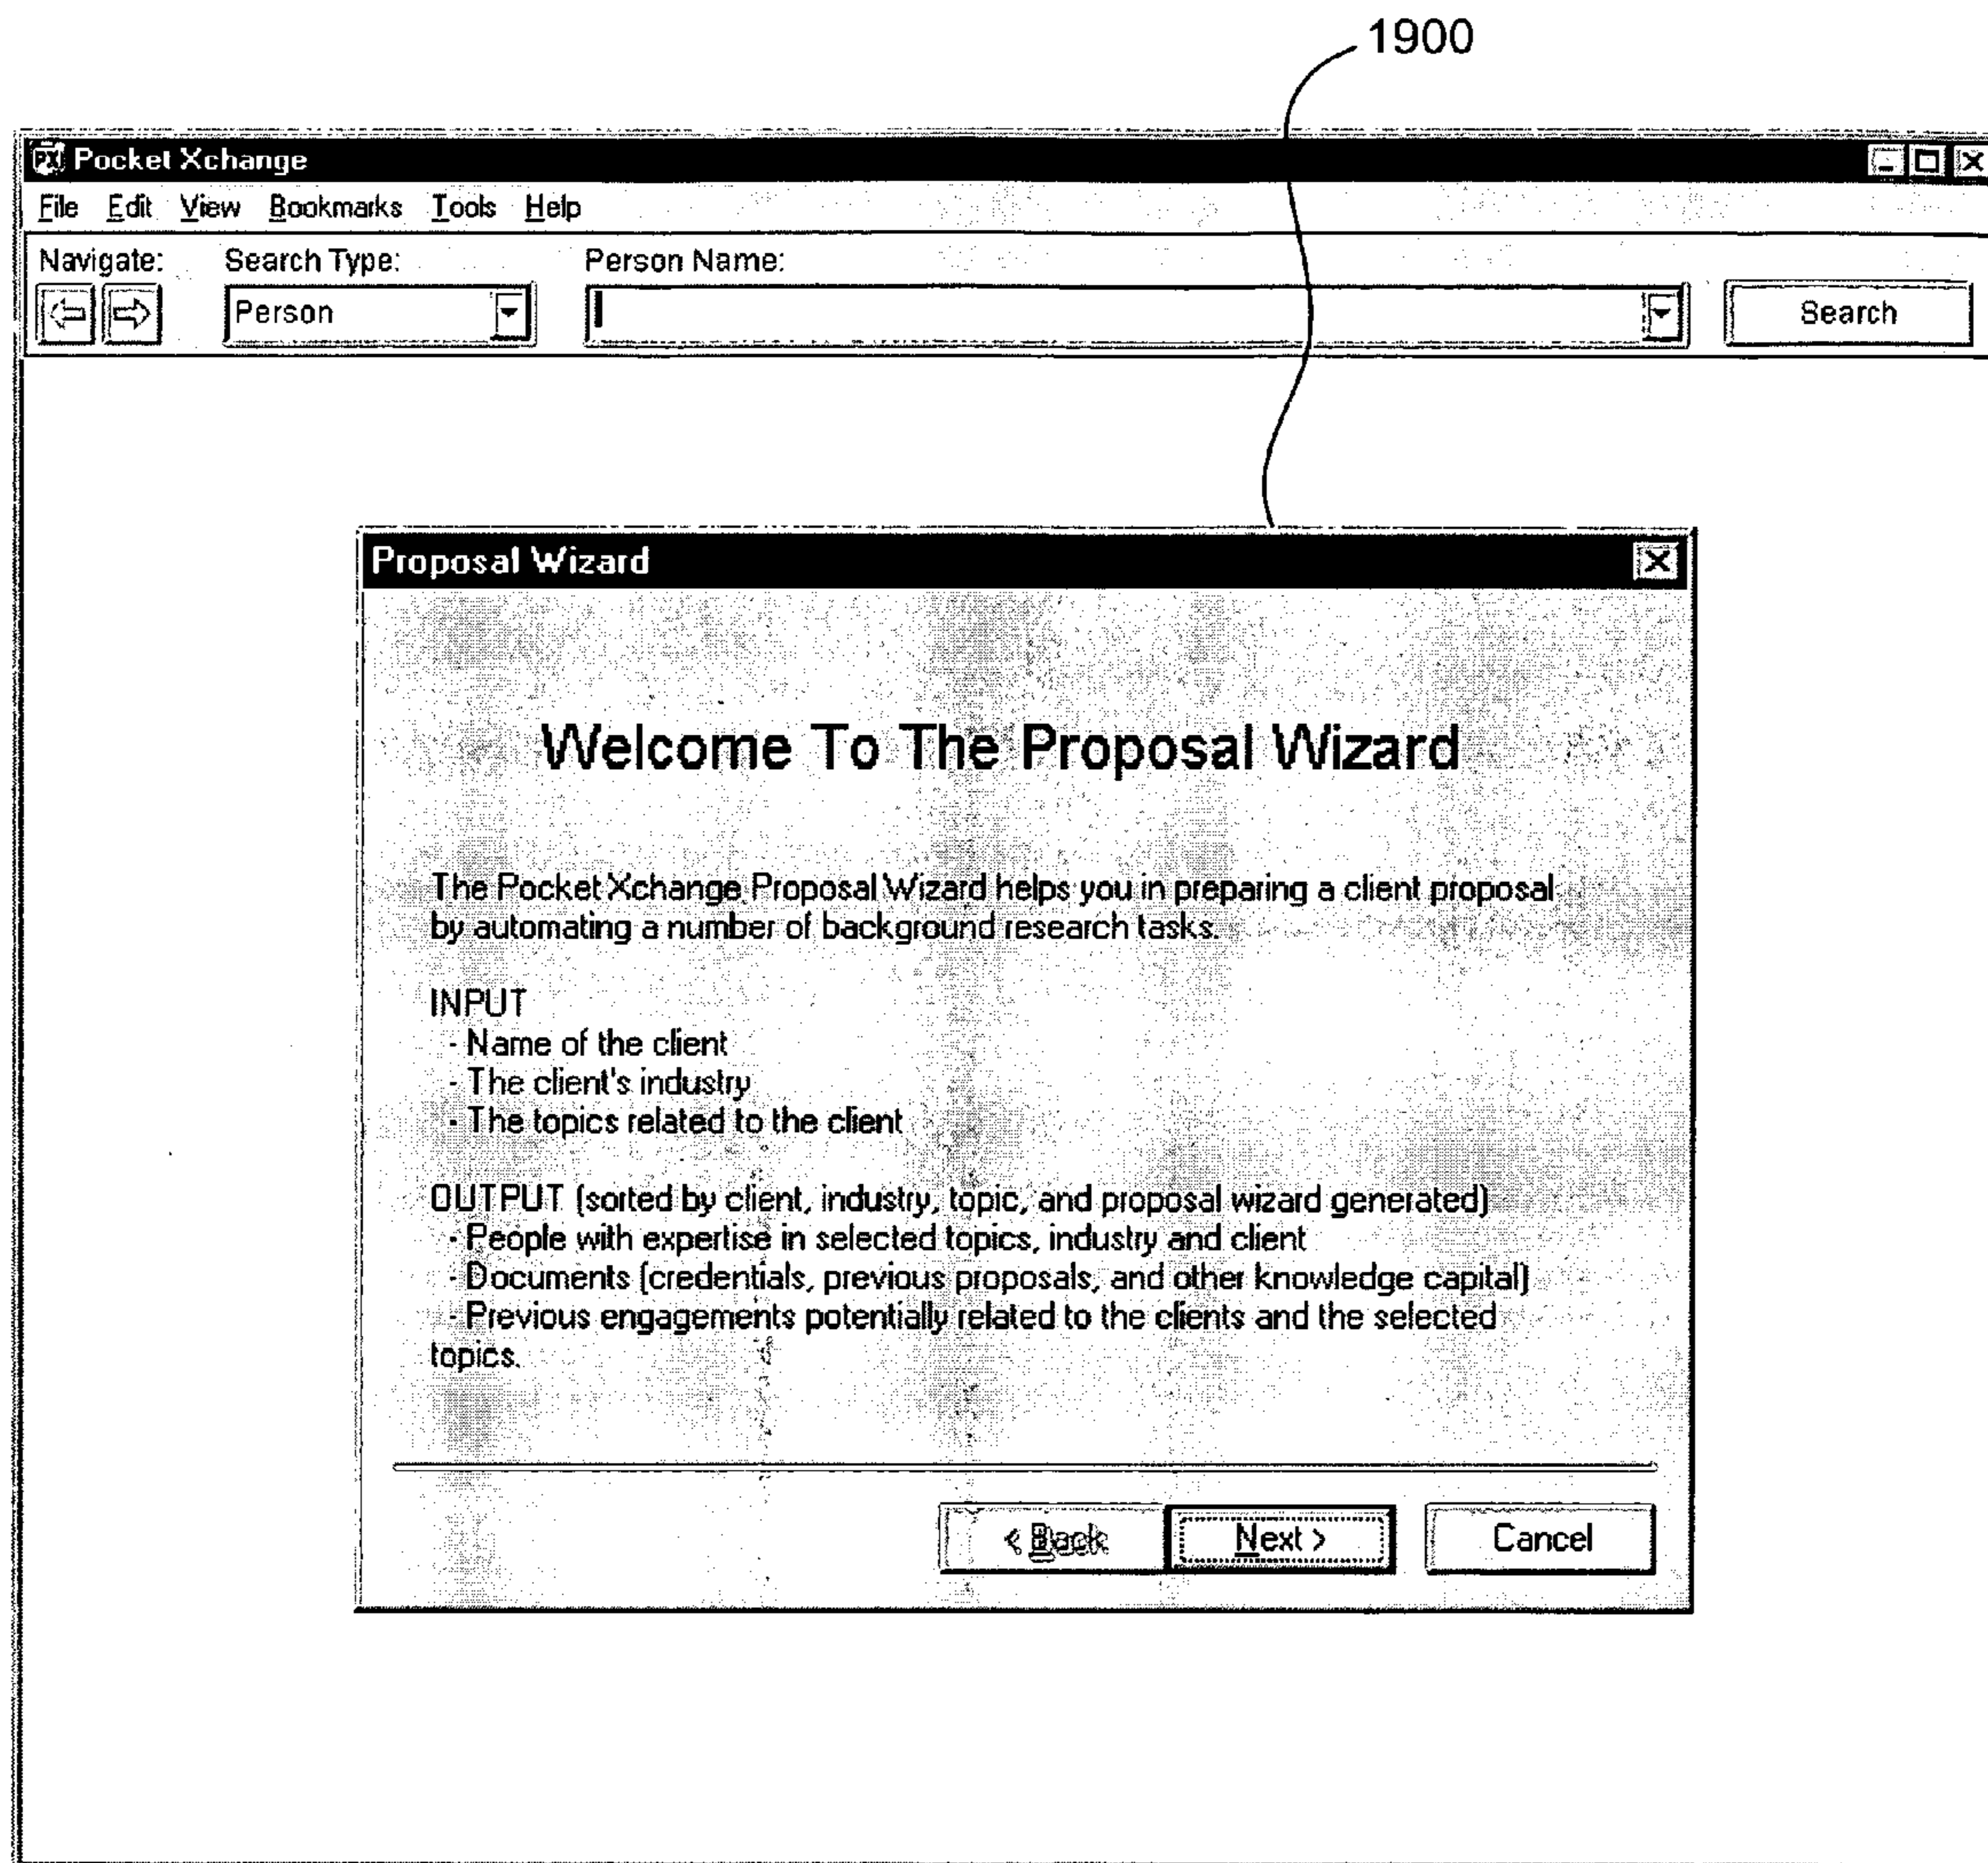 1900
PX Pocket Xchange
File Edit View Bookmarks Tools Help
Navigate: Search Type: Person Name:
Person Search
Proposal Wizard
Welcome To The Proposal Wizard
The Pocket Xchange Proposal Wizard helps you in preparing a client proposal
by automating a number of background research tasks.
INPUT
- Name of the client
- The client's industry
- The topics related to the client
OUTPUT (sorted by client, industry, topic, and proposal wizard generated)
- People with expertise in selected topics, industry and client
- Documents (credentials, previous proposals, and other knowledge capital)
- Previous engagements potentially related to the clients and the selected
topics.
< Back Next > Cancel